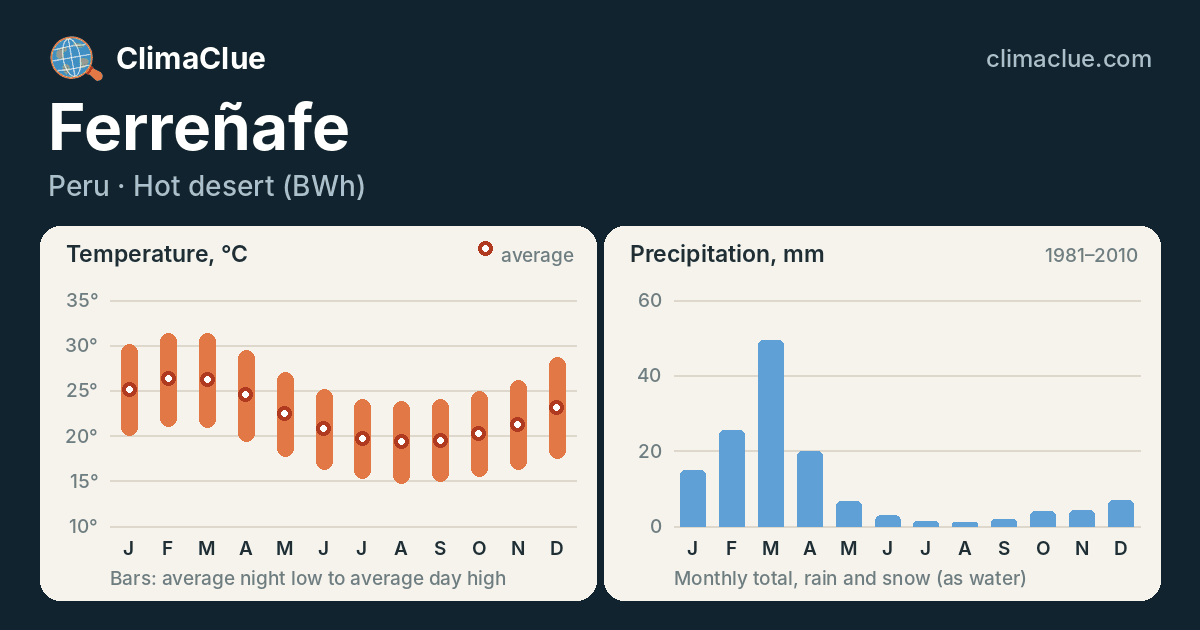 ClimaClue
climaclue.com
Ferreñafe
Peru · Hot desert (BWh)
Temperature, °C
average
35°
30°
25°
20°
15°
10°
J F M A M J J A S O N D
Bars: average night low to average day high
Precipitation, mm
1981–2010
60
40
20
0
J F M A M J J A S O N D
Monthly total, rain and snow (as water)